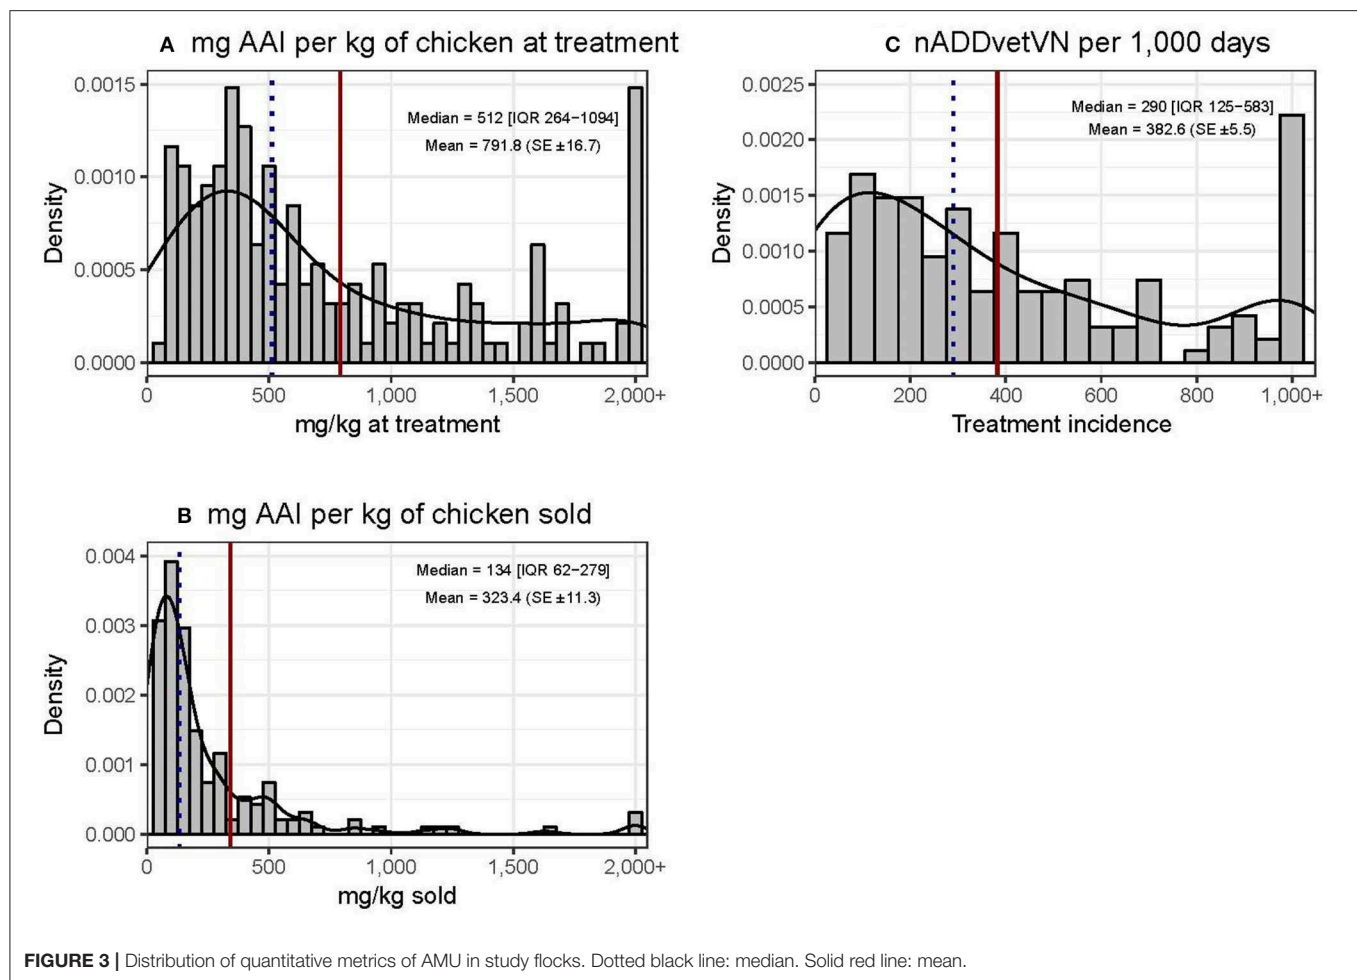 A mg AAI per kg of chicken at treatment
0.0015
0.0010
0.0005
0.0000
Density
Median = 512 [IQR 264−1094]
Mean = 791.8 (SE ±16.7)
0 500 1,000 1,500 2,000+
mg/kg at treatment
C nADDvetVN per 1,000 days
0.0025
0.0020
0.0015
0.0010
0.0005
0.0000
Density
Median = 290 [IQR 125−583]
Mean = 382.6 (SE ±5.5)
0 200 400 600 800 1,000+
Treatment incidence
B mg AAI per kg of chicken sold
0.004
0.003
0.002
0.001
0.000
Density
Median = 134 [IQR 62−279]
Mean = 323.4 (SE ±11.3)
0 500 1,000 1,500 2,000+
mg/kg sold
FIGURE 3 | Distribution of quantitative metrics of AMU in study flocks. Dotted black line: median. Solid red line: mean.